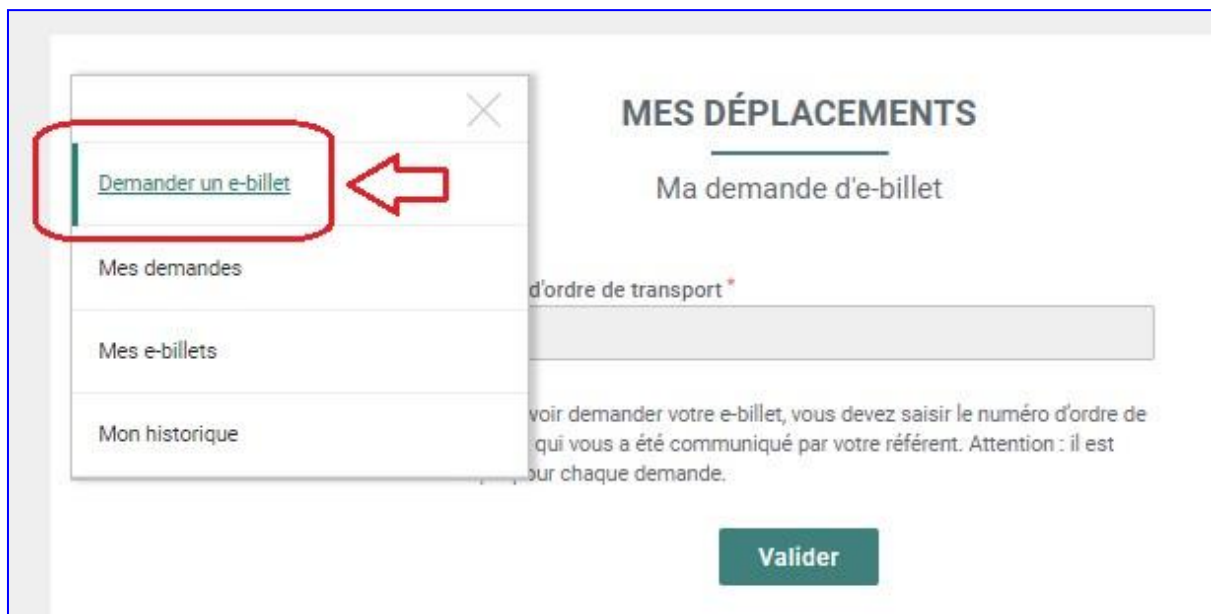 MES DÉPLACEMENTS
Ma demande d'e-billet
Demander un e-billet
Mes demandes
Mes e-billets
Mon historique
d'ordre de transport *
voir demander votre e-billet, vous devez saisir le numéro d'ordre de
qui vous a été communiqué par votre référent. Attention : il est
our chaque demande.
Valider